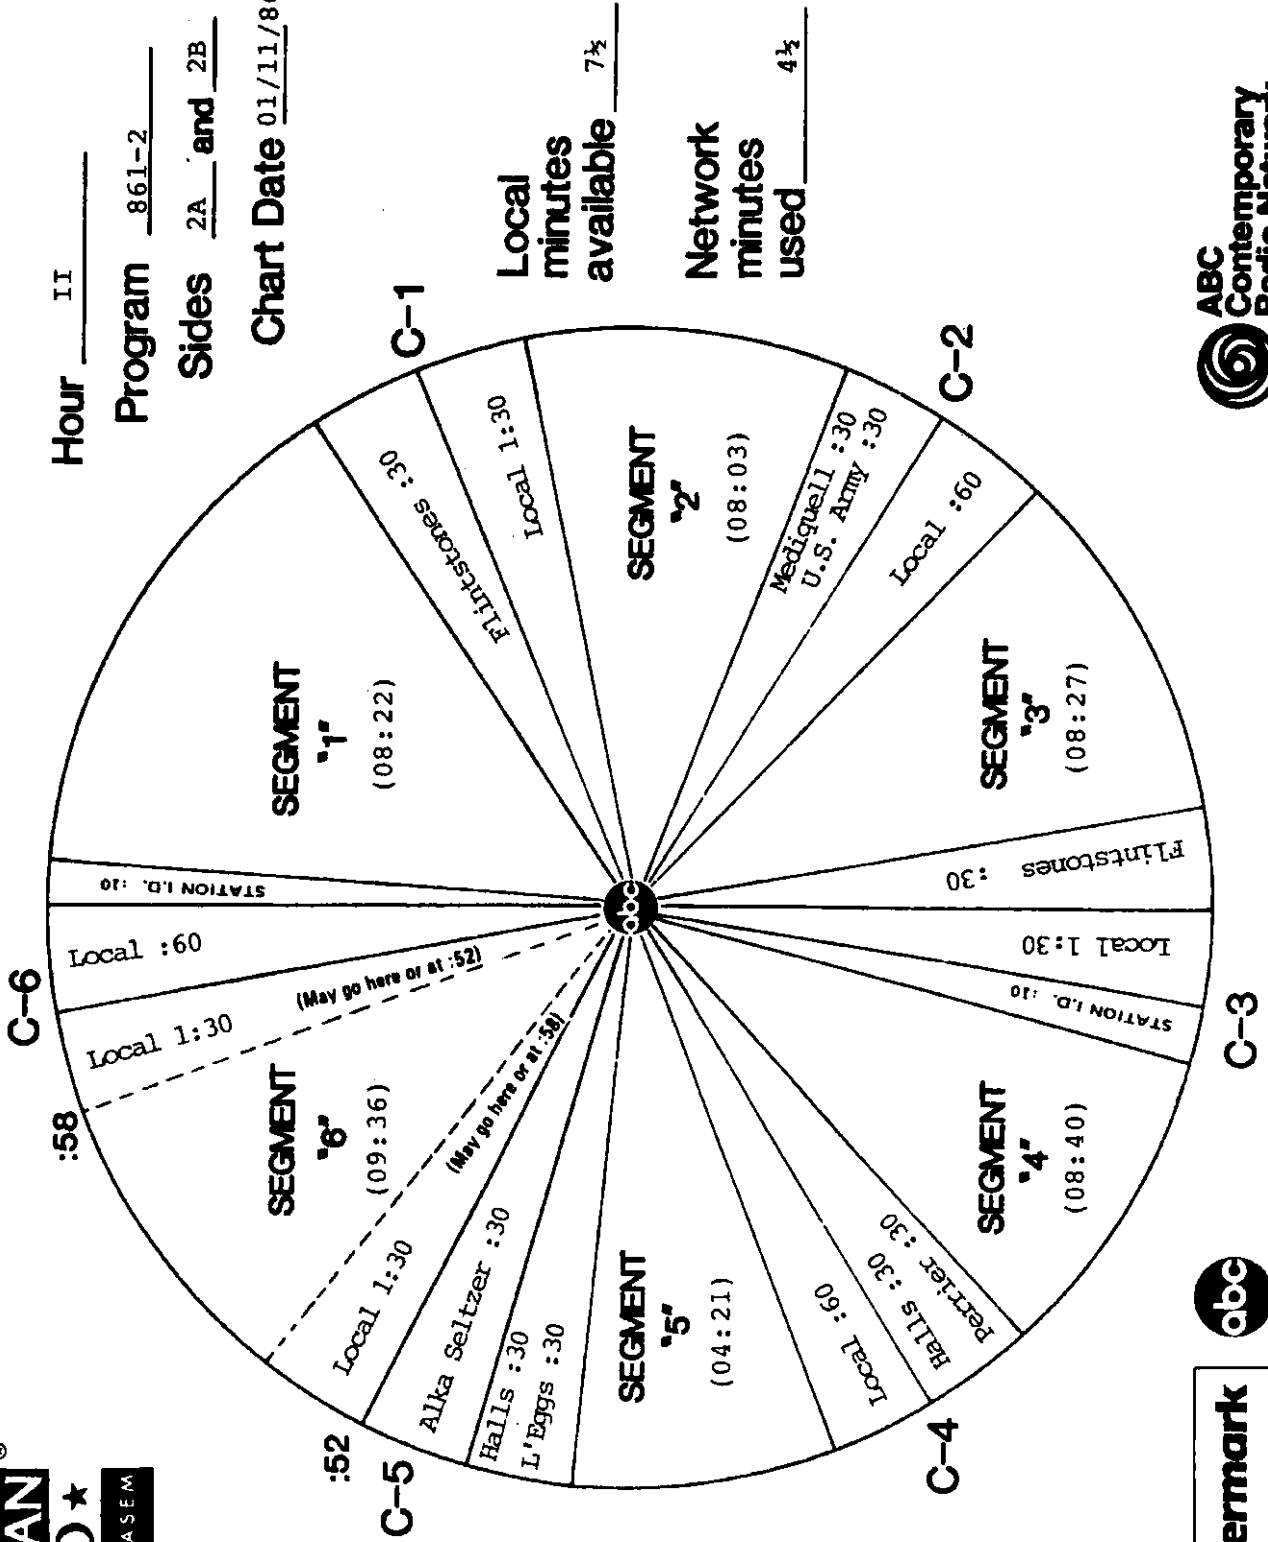 Hour II
Program 861-2
Sides 2A and 2B
Chart Date 01/11/8
Local
minutes
available 7½
Network
minutes
used 4½
C-1
C-2
C-3
C-4
C-5
C-6
:52
:58
SEGMENT
"1"
(08:22)
Flintstones :30
Local 1:30
SEGMENT
"2"
(08:03)
Mediquell :30
U.S. Army :30
Local :60
SEGMENT
"3"
(08:27)
Flintstones :30
Local 1:30
STATION I.D. :10
SEGMENT
"4"
(08:40)
Perrier :30
Halls :30
Local :60
SEGMENT
"5"
(04:21)
L'Eggs :30
Halls :30
Alka Seltzer :30
Local 1:30
(May go here or at :58)
SEGMENT
"6"
(09:36)
(May go here or at :52)
Local 1:30
Local :60
STATION I.D. :10
abc
ABC
Contemporary
abc
ermark
AN
®
ASEM